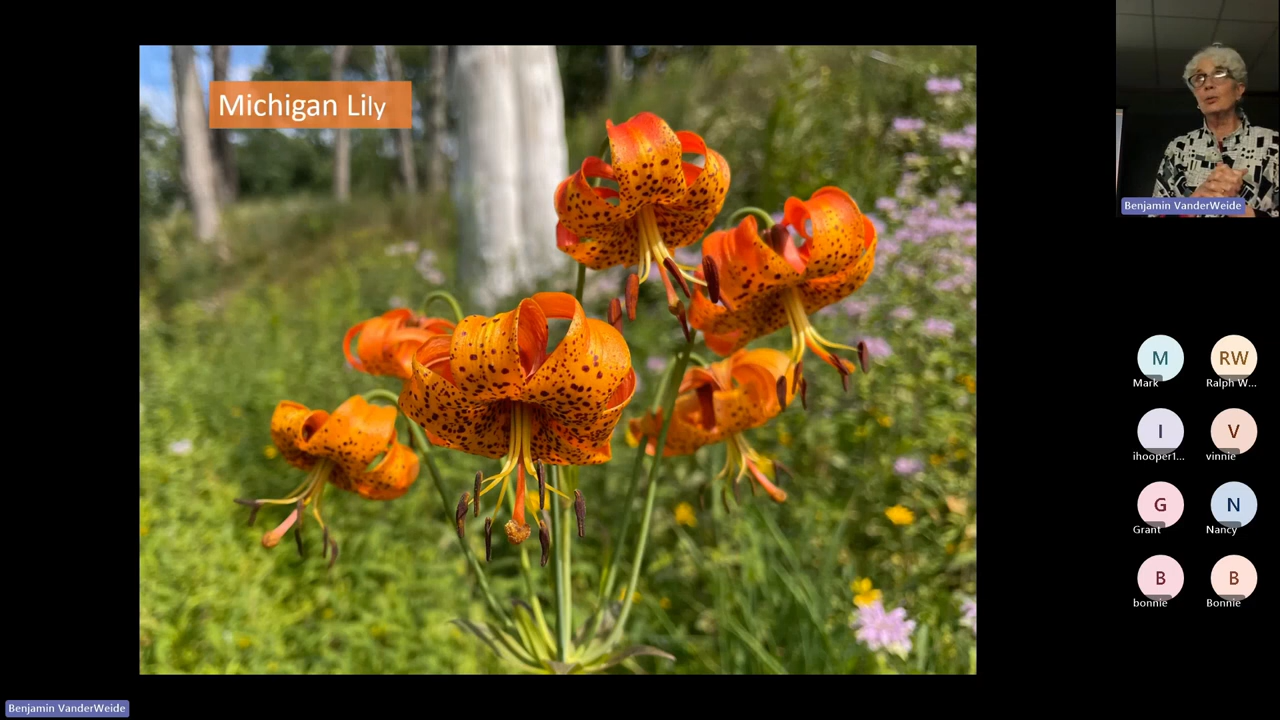 Michigan Lily
Benjamin VanderWeide
M
RW
Mark
Ralph W...
I
V
ihooper1...
vinnie
G
N
Grant
Nancy
B
B
bonnie
Bonnie
Benjamin VanderWeide